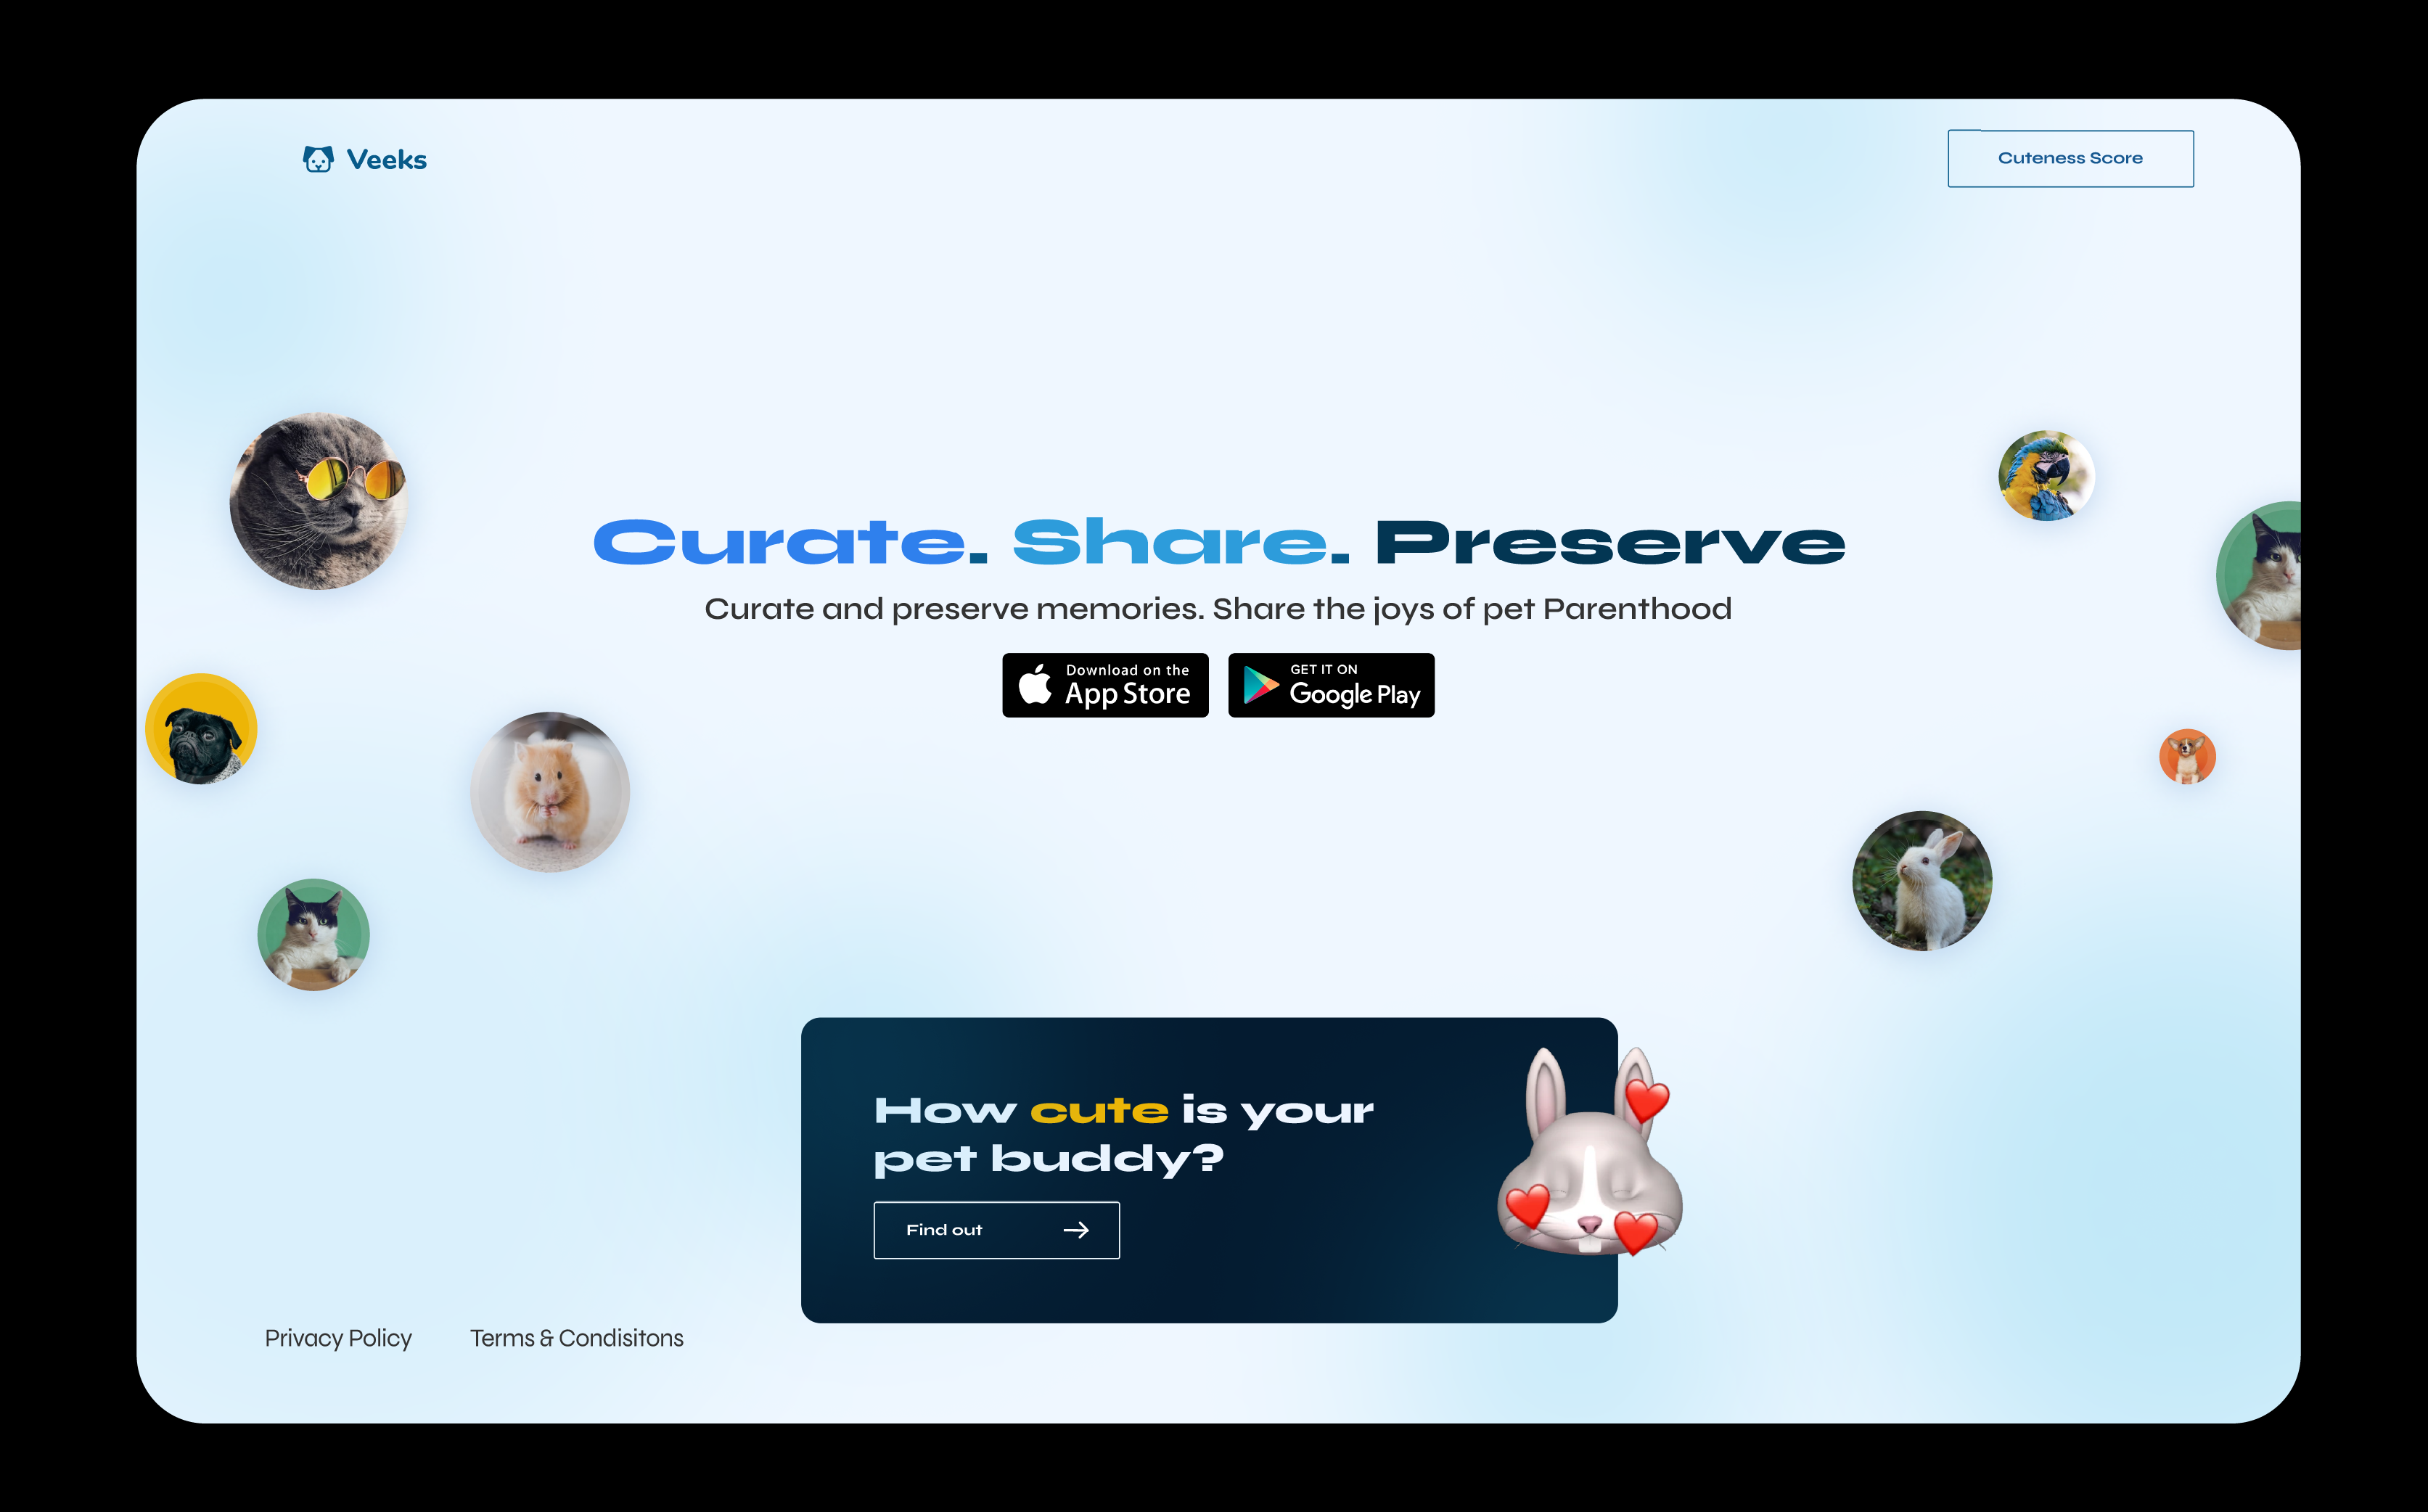 Veeks
Cuteness Score
Curate. Share. Preserve
Curate and preserve memories. Share the joys of pet Parenthood
Download on the
App Store
GET IT ON
Google Play
How cute is your
pet buddy?
Find out
Privacy Policy
Terms & Condisitons